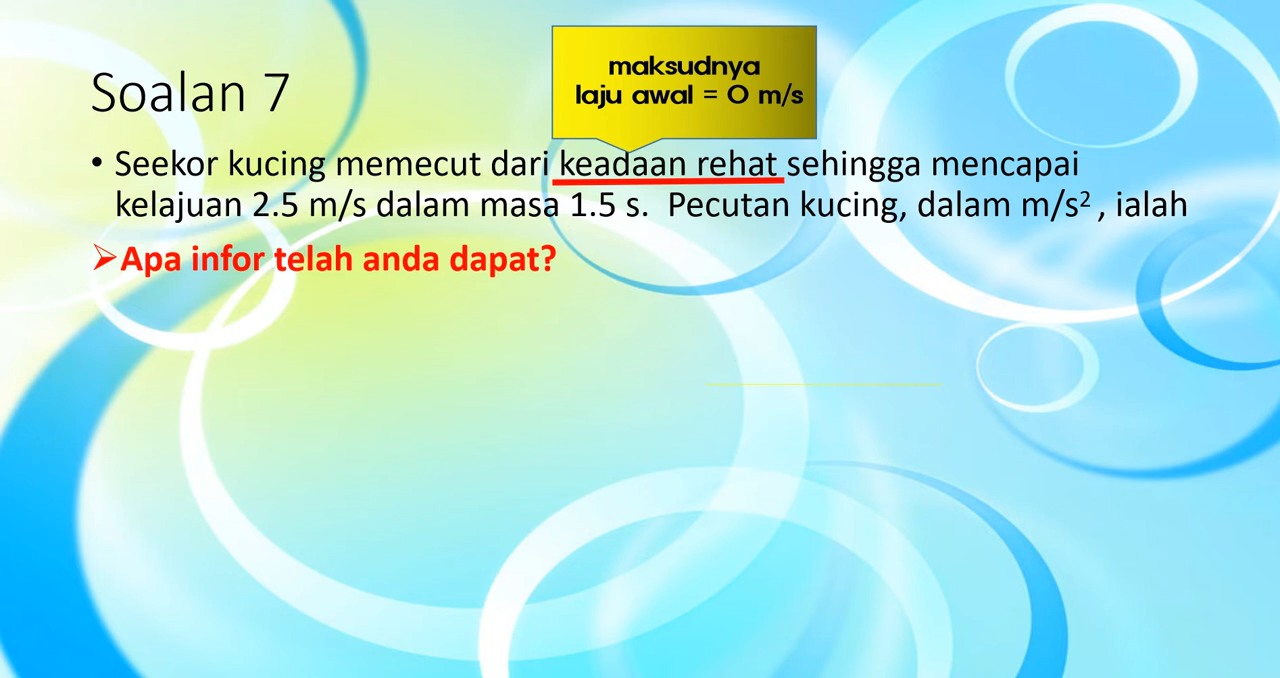 maksudnya
laju awal = 0 m/s
Soalan 7
• Seekor kucing memecut dari keadaan rehat sehingga mencapai
kelajuan 2.5 m/s dalam masa 1.5 s. Pecutan kucing, dalam m/s² , ialah
➢Apa infor telah anda dapat?